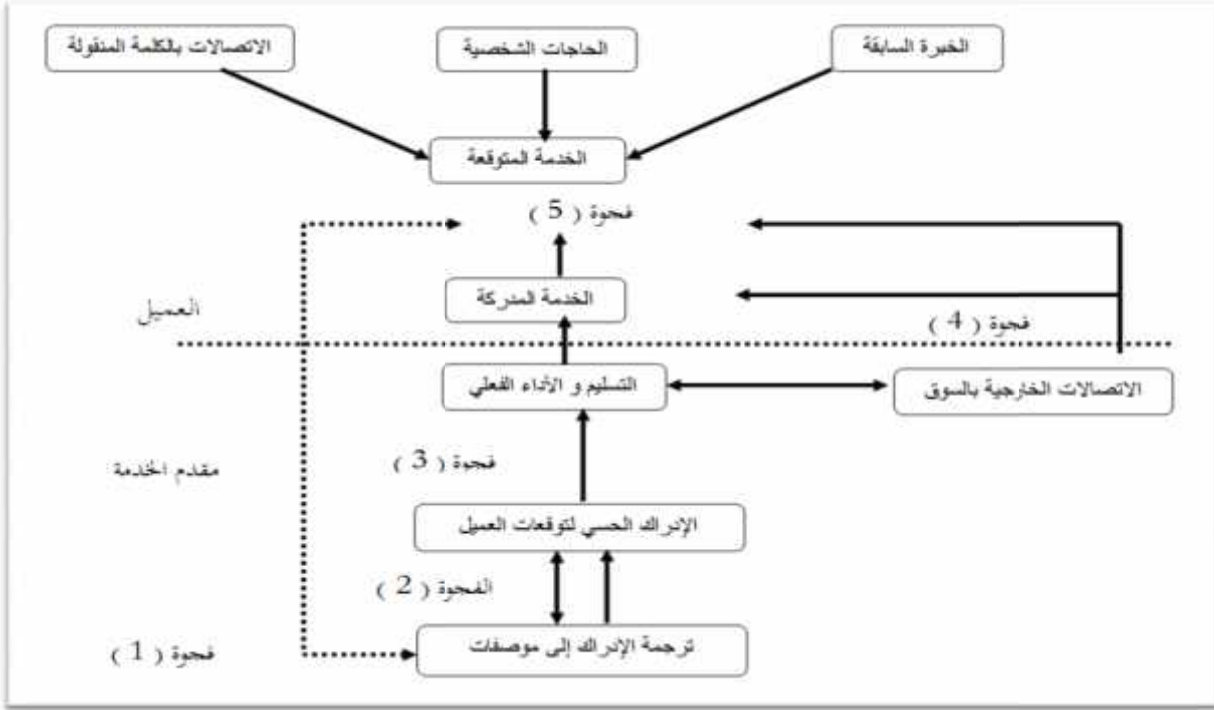 الخبرة السابقة
الحاجات الشخصية
الاتصالات بالكلمة المنقولة
الخدمة المتوقعة
فجوة ( 5 )
الخدمة المدركة
العميل
فجوة ( 4 )
التسليم و الأداء الفعلي
الاتصالات الخارجية بالسوق
فجوة ( 3 )
مقدم الخدمة
الإدراك الحسي لتوقعات العميل
الفجوة ( 2 )
ترجمة الإدراك إلى موصفات
فجوة ( 1 )